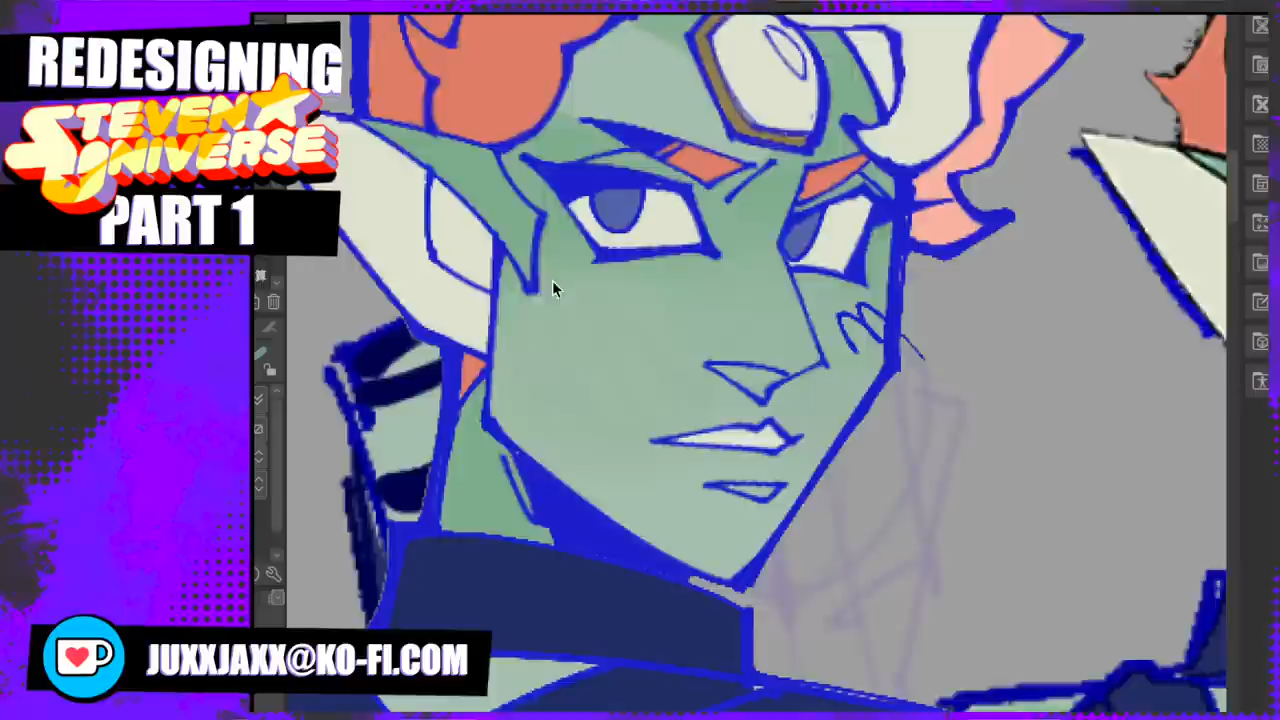 REDESIGNING
STEVEN
UNIVERSE
PART 1
JUXXJAXX@KO-FI.COM